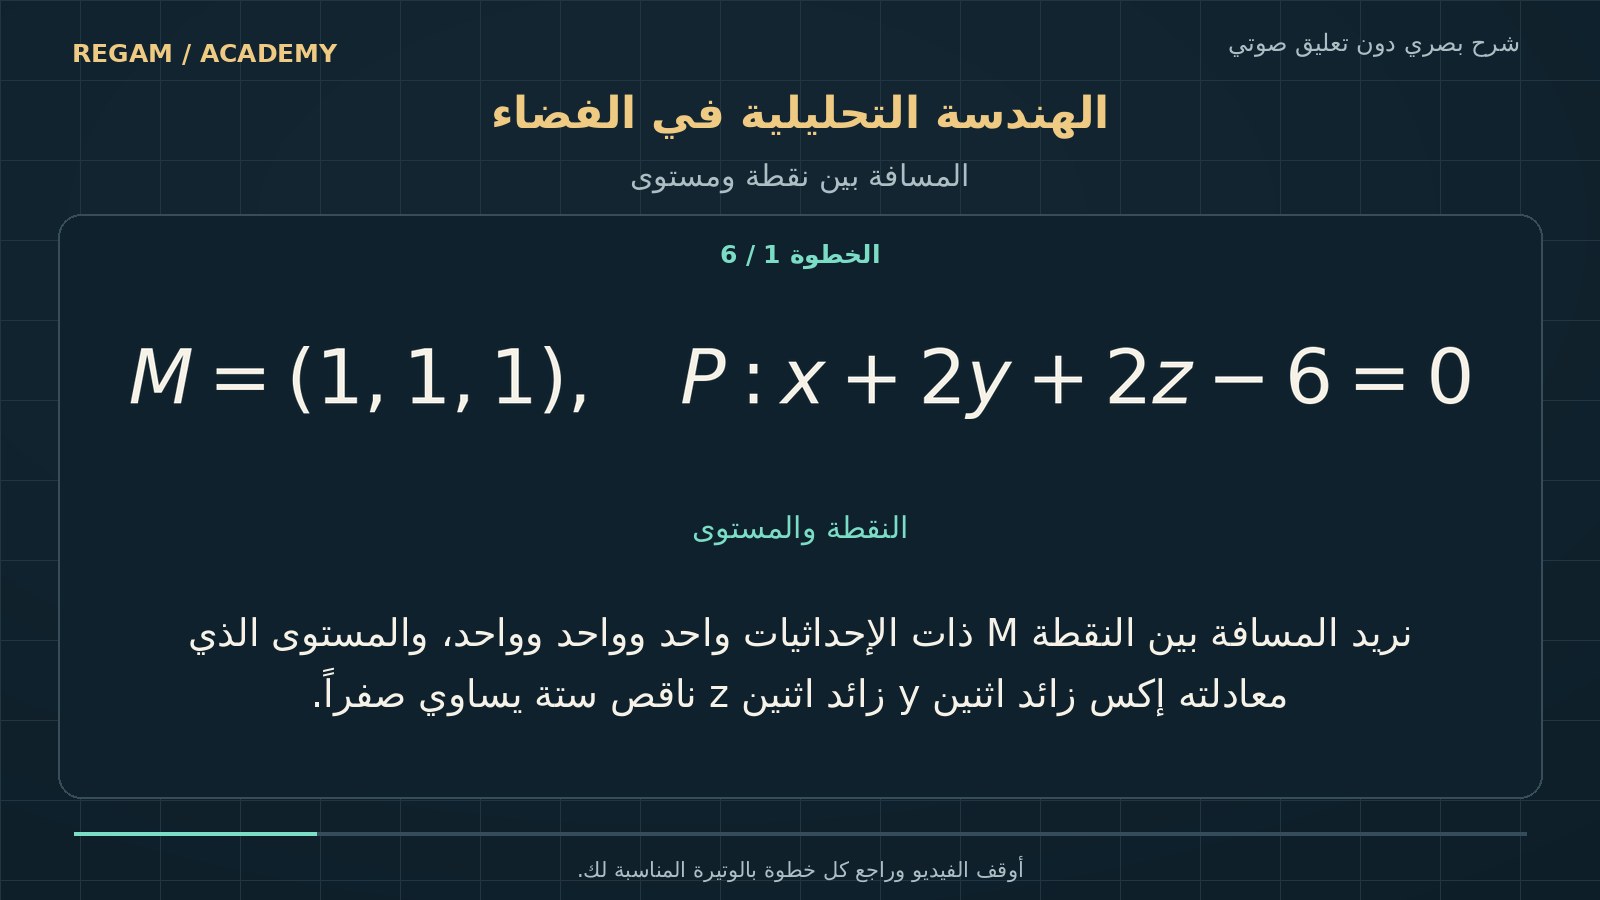 REGAM / ACADEMY
شرح بصري دون تعليق صوتي
الهندسة التحليلية في الفضاء
المسافة بين نقطة ومستوى
الخطوة 1 / 6
M = (1, 1, 1), P : x + 2y + 2z − 6 = 0
النقطة والمستوى
نريد المسافة بين النقطة M ذات الإحداثيات واحد وواحد وواحد، والمستوى الذي
معادلته إكس زائد اثنين y زائد اثنين z ناقص ستة يساوي صفراً.
أوقف الفيديو وراجع كل خطوة بالوتيرة المناسبة لك.